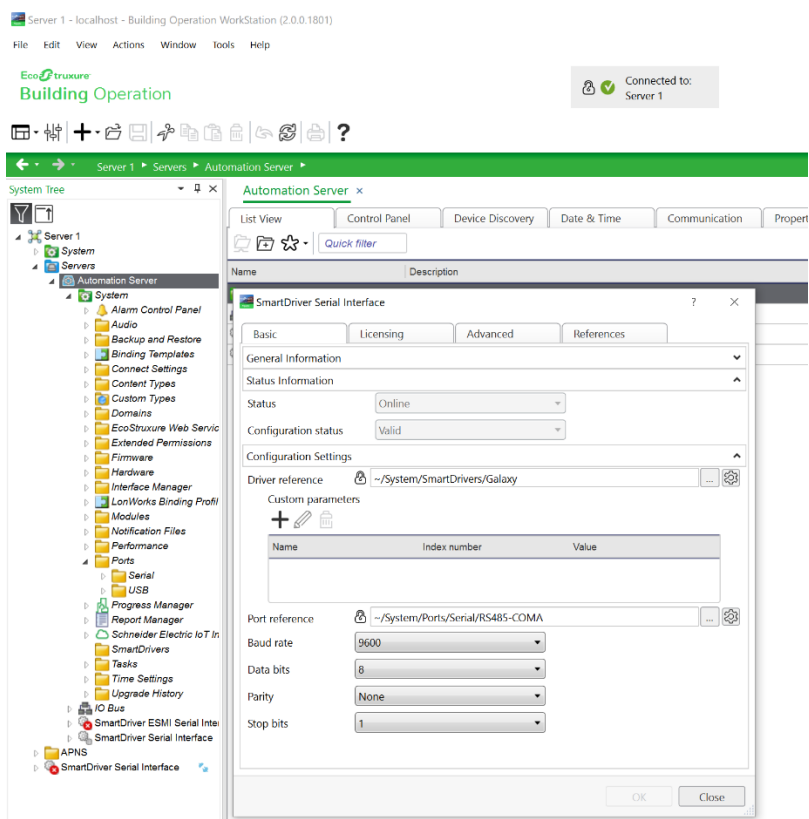 Server 1 - localhost - Building Operation WorkStation (2.0.0.1801)
File Edit View Actions Window Tools Help
EcoStruxure
Building Operation
Connected to:
Server 1
Server 1 Servers Automation Server
System Tree
Server 1
System
Servers
Automation Server
System
Alarm Control Panel
Audio
Backup and Restore
Binding Templates
Connect Settings
Content Types
Custom Types
Domains
EcoStruxure Web Servic
Extended Permissions
Firmware
Hardware
Interface Manager
LonWorks Binding Profil
Modules
Notification Files
Performance
Ports
Serial
USB
Progress Manager
Report Manager
Schneider Electric IoT In
SmartDrivers
Tasks
Time Settings
Upgrade History
IO Bus
SmartDriver ESMI Serial Inte
SmartDriver Serial Interface
APNS
SmartDriver Serial Interface
Automation Server
List View Control Panel Device Discovery Date & Time Communication Propert
Quick filter
Name Description
SmartDriver Serial Interface
Basic Licensing Advanced References
General Information
Status Information
Status Online
Configuration status Valid
Configuration Settings
Driver reference ~/System/SmartDrivers/Galaxy ...
Custom parameters
Name Index number Value
Port reference ~/System/Ports/Serial/RS485-COMA ...
Baud rate 9600
Data bits 8
Parity None
Stop bits 1
OK Close